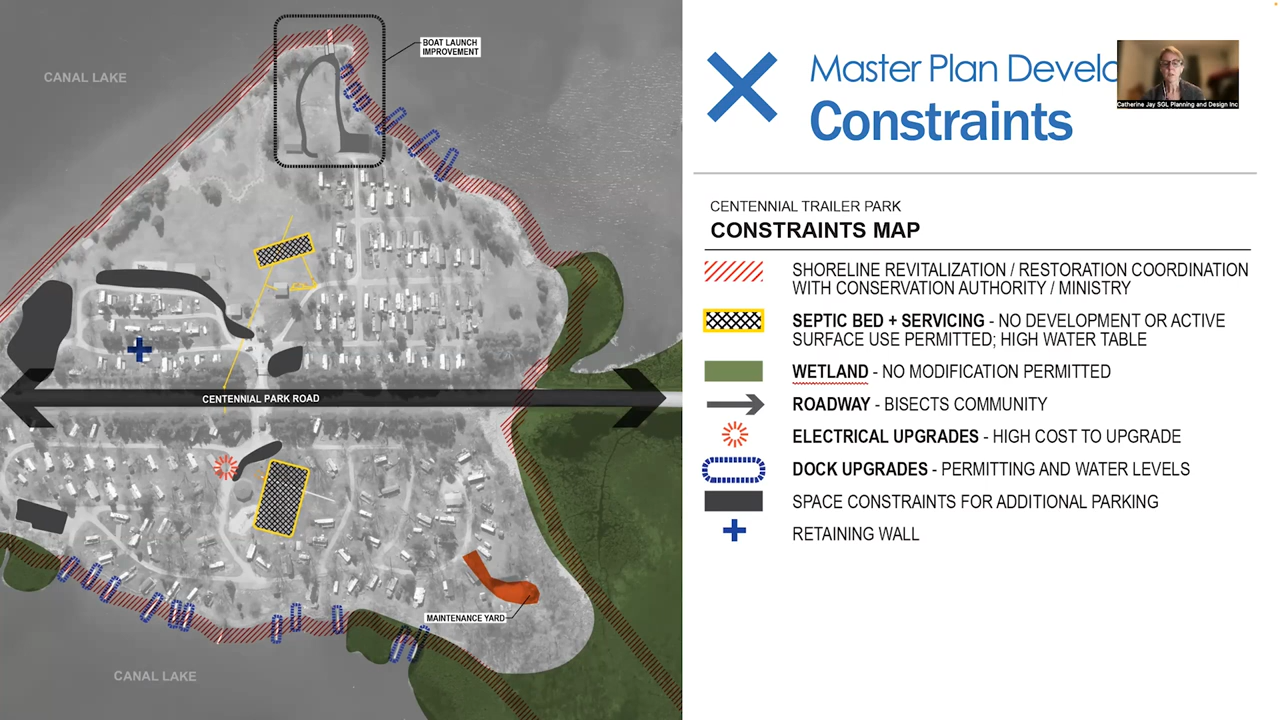 CANAL LAKE
BOAT LAUNCH
IMPROVEMENT
CENTENNIAL PARK ROAD
MAINTENANCE YARD
CANAL LAKE
Master Plan Develo
Constraints
Catherine Jay SGL Planning and Design Inc
CENTENNIAL TRAILER PARK
CONSTRAINTS MAP
SHORELINE REVITALIZATION / RESTORATION COORDINATION
WITH CONSERVATION AUTHORITY / MINISTRY
SEPTIC BED + SERVICING - NO DEVELOPMENT OR ACTIVE
SURFACE USE PERMITTED; HIGH WATER TABLE
WETLAND - NO MODIFICATION PERMITTED
ROADWAY - BISECTS COMMUNITY
ELECTRICAL UPGRADES - HIGH COST TO UPGRADE
DOCK UPGRADES - PERMITTING AND WATER LEVELS
SPACE CONSTRAINTS FOR ADDITIONAL PARKING
RETAINING WALL